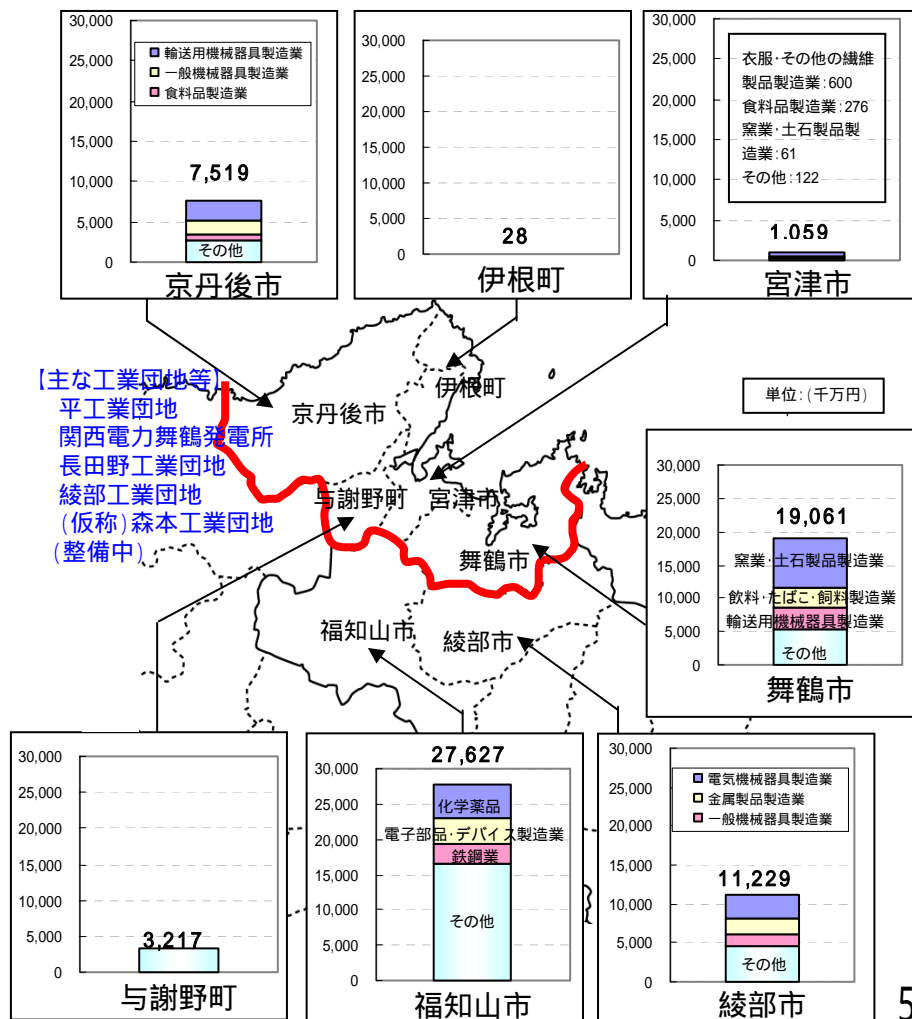 30,000
25,000
20,000
15,000
10,000
5,000
0
輸送用機械器具製造業
一般機械器具製造業
食料品製造業
7,519
その他
京丹後市
30,000
25,000
20,000
15,000
10,000
5,000
0
28
伊根町
30,000
25,000
20,000
15,000
10,000
5,000
0
衣服・その他の繊維
製品製造業:600
食料品製造業:276
窯業・土石製品製
造業:61
その他:122
1,059
宮津市
【主な工業団地等】
平工業団地
関西電力舞鶴発電所
長田野工業団地
綾部工業団地
(仮称)森本工業団地
(整備中)
伊根町
京丹後市
与謝野町
宮津市
舞鶴市
福知山市
綾部市
単位:(千万円)
30,000
25,000
20,000
15,000
10,000
5,000
0
19,061
窯業・土石製品製造業
飲料・たばこ・飼料製造業
輸送用機械器具製造業
その他
舞鶴市
30,000
25,000
20,000
15,000
10,000
5,000
0
3,217
与謝野町
27,627
30,000
25,000
20,000
15,000
10,000
5,000
0
化学薬品
電子部品・デバイス製造業
鉄鋼業
その他
福知山市
30,000
25,000
20,000
15,000
10,000
5,000
0
電気機械器具製造業
金属製品製造業
一般機械器具製造業
11,229
その他
綾部市
5